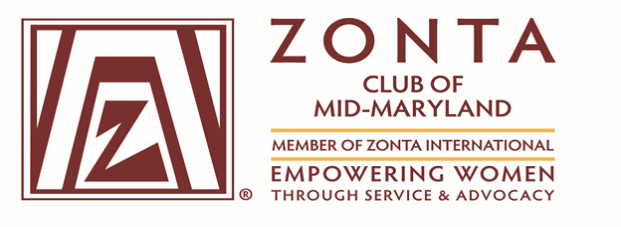 ZONTA
CLUB OF
MID-MARYLAND
MEMBER OF ZONTA INTERNATIONAL
EMPOWERING WOMEN
THROUGH SERVICE & ADVOCACY
®